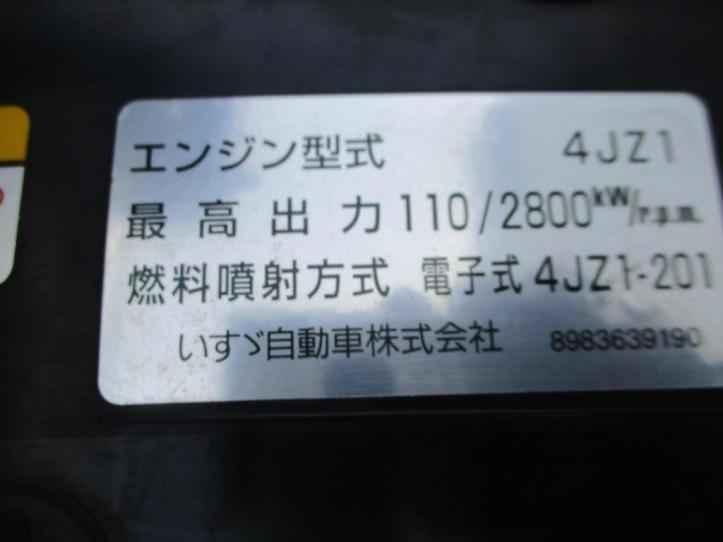 エンジン型式 4JZ1
最高出力 110/2800kW/r.p.m.
燃料噴射方式 電子式 4JZ1-201
いすゞ自動車株式会社 8983639190